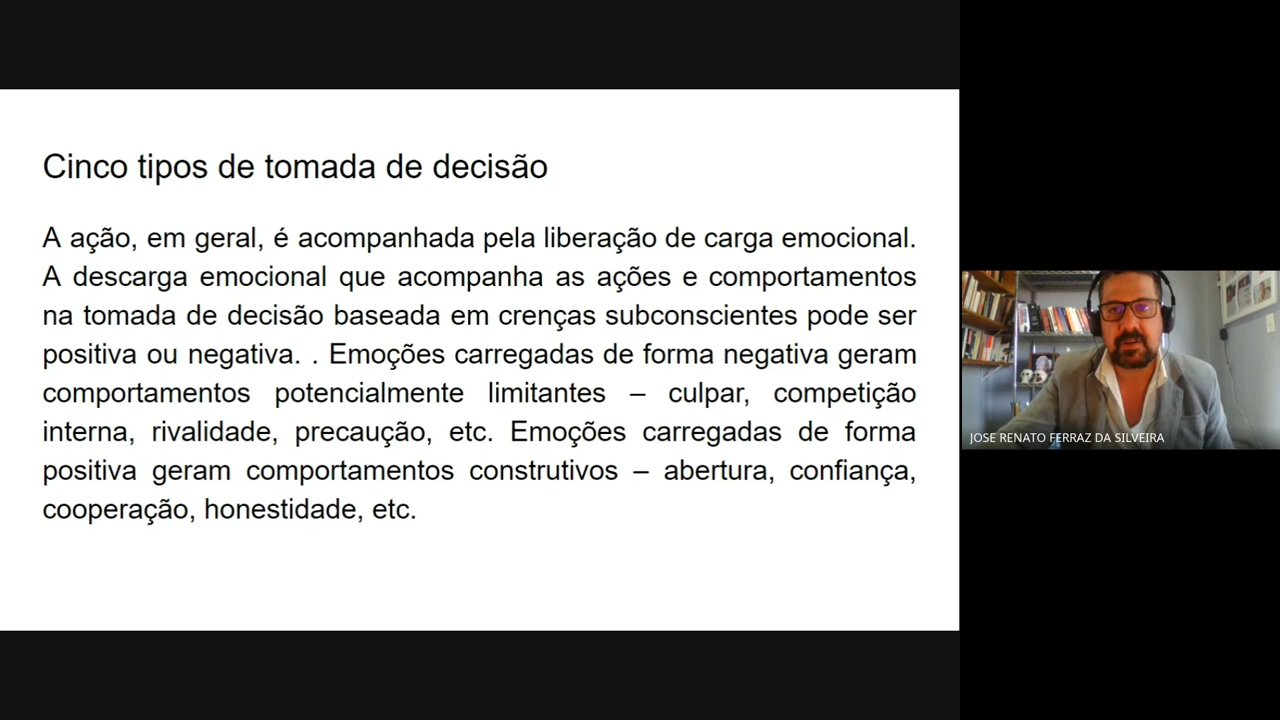 Cinco tipos de tomada de decisão
A ação, em geral, é acompanhada pela liberação de carga emocional.
A descarga emocional que acompanha as ações e comportamentos
na tomada de decisão baseada em crenças subconscientes pode ser
positiva ou negativa. . Emoções carregadas de forma negativa geram
comportamentos potencialmente limitantes – culpar, competição
interna, rivalidade, precaução, etc. Emoções carregadas de forma
positiva geram comportamentos construtivos – abertura, confiança,
cooperação, honestidade, etc.
JOSE RENATO FERRAZ DA SILVEIRA